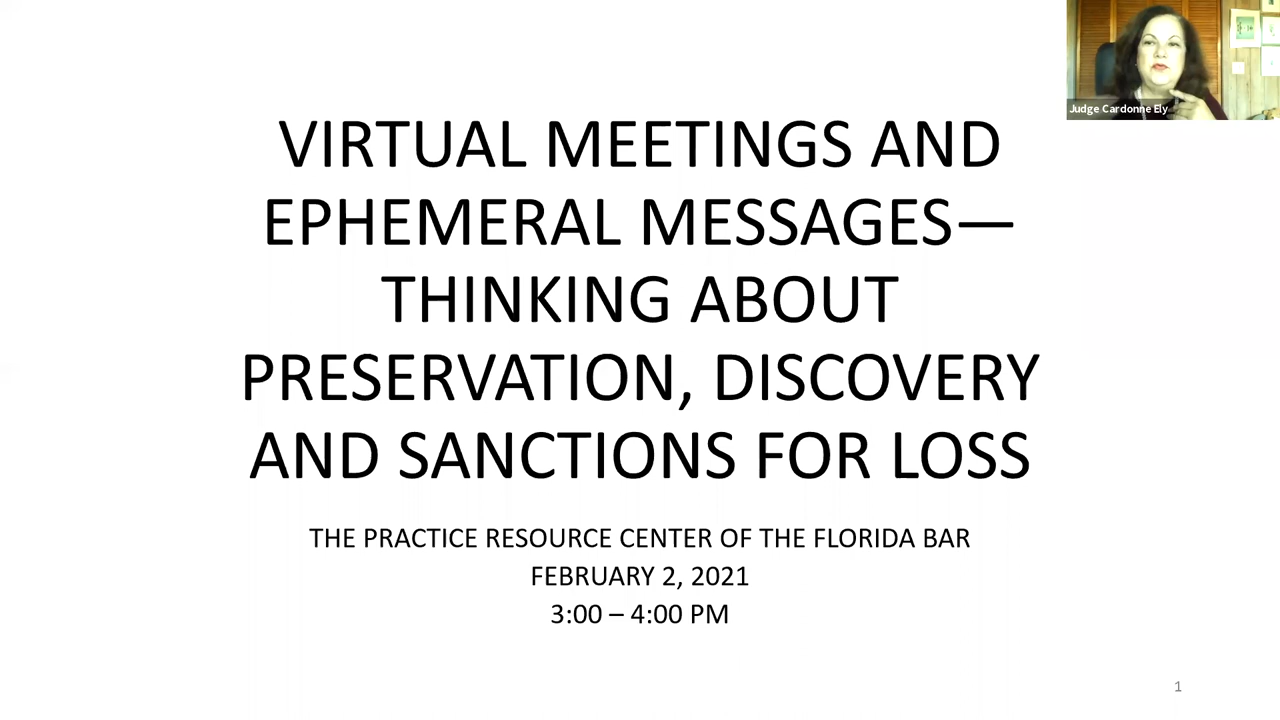 Judge Cardonne Ely
VIRTUAL MEETINGS AND
EPHEMERAL MESSAGES—
THINKING ABOUT
PRESERVATION, DISCOVERY
AND SANCTIONS FOR LOSS
THE PRACTICE RESOURCE CENTER OF THE FLORIDA BAR
FEBRUARY 2, 2021
3:00 – 4:00 PM
1